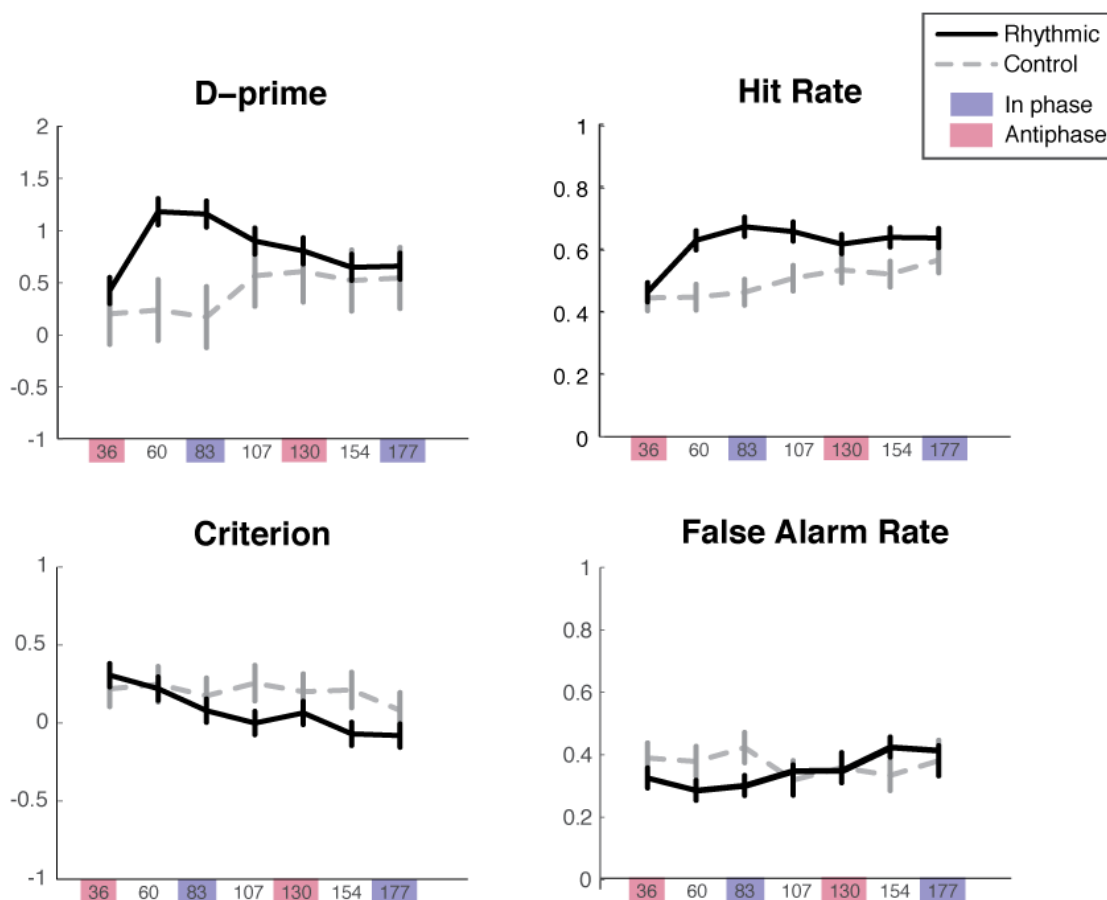 Rhythmic
Control
In phase
Antiphase
D-prime
2
1.5
1
0.5
0
-0.5
-1
36 60 83 107 130 154 177
Hit Rate
1
0. 8
0. 6
0. 4
0. 2
0
36 60 83 107 130 154 177
Criterion
1
0.5
0
-0.5
-1
36 60 83 107 130 154 177
False Alarm Rate
1
0. 8
0. 6
0. 4
0. 2
0
36 60 83 107 130 154 177